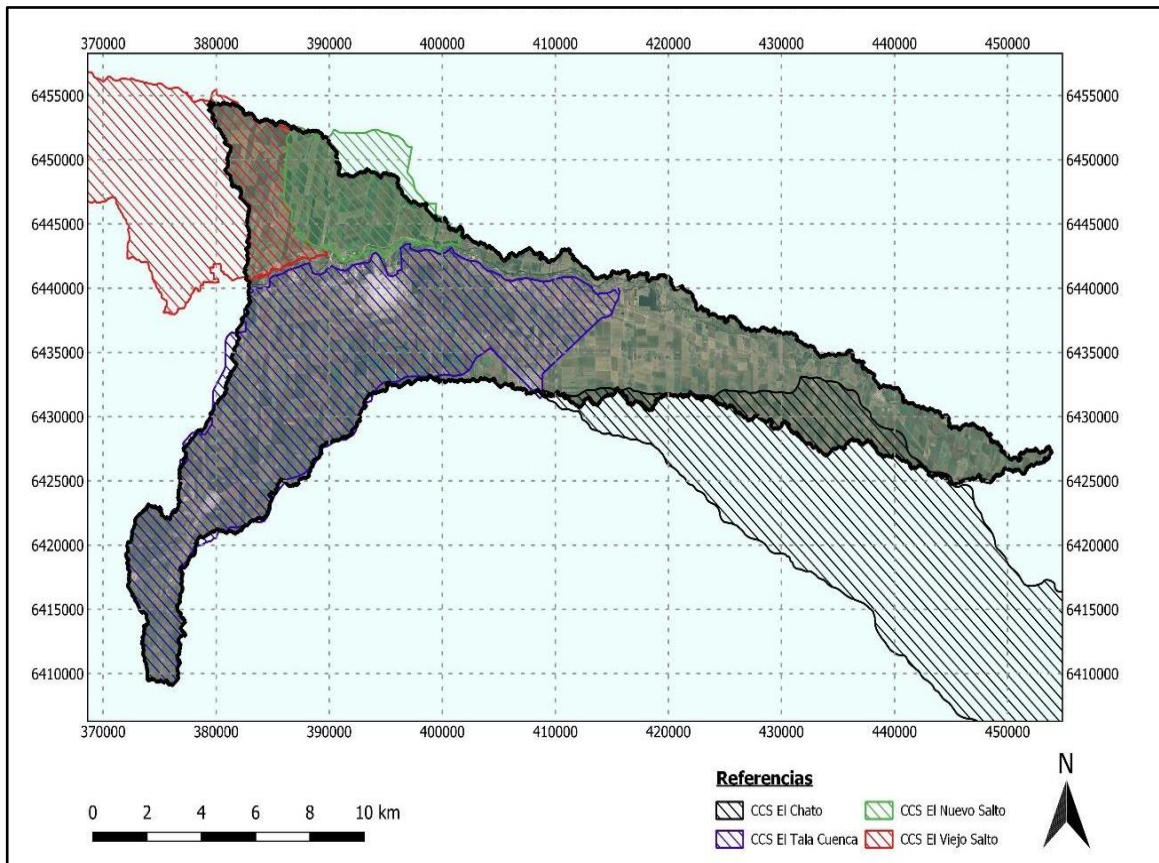 370000 380000 390000 400000 410000 420000 430000 440000 450000
6455000 6455000
6450000 6450000
6445000 6445000
6440000 6440000
6435000 6435000
6430000 6430000
6425000 6425000
6420000 6420000
6415000 6415000
6410000 6410000
370000 380000 390000 400000 410000 420000 430000 440000 450000
0 2 4 6 8 10 km
Referencias
CCS El Chato CCS El Nuevo Salto
CCS El Tala Cuenca CCS El Viejo Salto
N